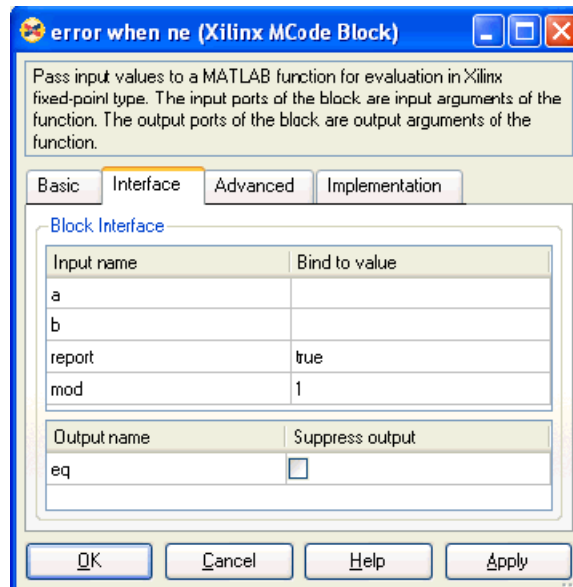 error when ne (Xilinx MCode Block)
Pass input values to a MATLAB function for evaluation in Xilinx
fixed-point type. The input ports of the block are input arguments of the
function. The output ports of the block are output arguments of the
function.
Basic Interface Advanced Implementation
Block Interface
Input name Bind to value
a
b
report true
mod 1
Output name Suppress output
eq
OK Cancel Help Apply